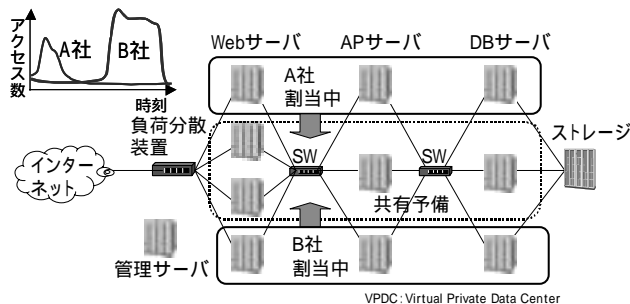 アクセス数
A社
B社
時刻
Webサーバ
APサーバ
DBサーバ
A社
割当中
負荷分散
装置
SW
SW
ストレージ
インター
ネット
共有予備
B社
割当中
管理サーバ
VPDC:Virtual Private Data Center